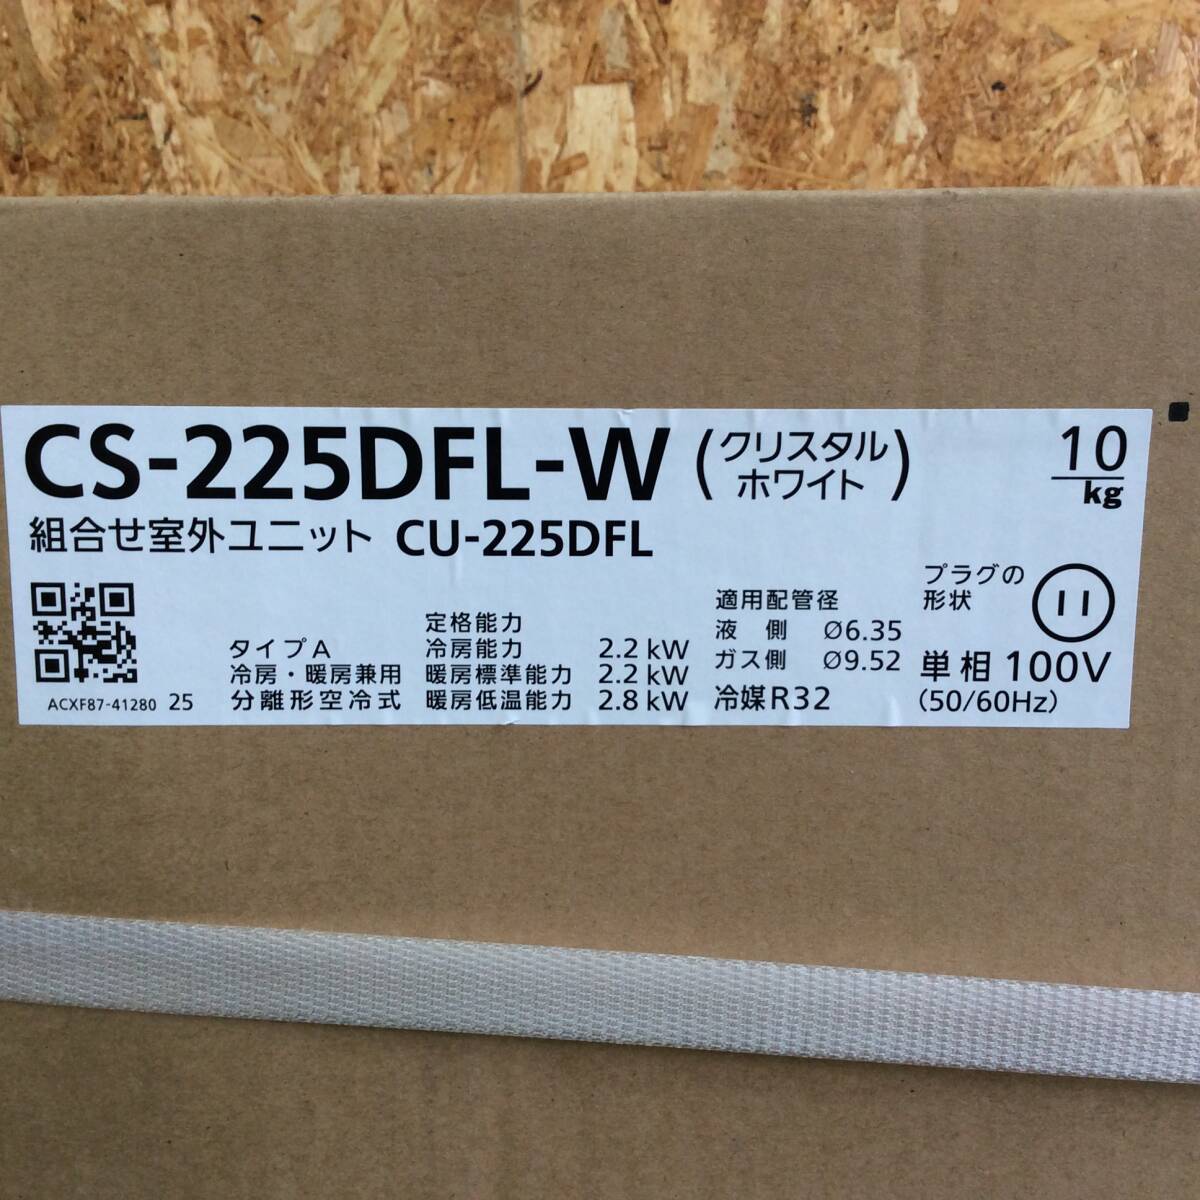 CS-225DFL-W (クリスタルホワイト) 10 kg
組合せ室外ユニット CU-225DFL
ACXF87-41280 25
タイプA
冷房・暖房兼用
分離形空冷式
定格能力
冷房能力 2.2 kW
暖房標準能力 2.2 kW
暖房低温能力 2.8 kW
適用配管径
液側 Ø6.35
ガス側 Ø9.52
冷媒R32
プラグの
形状
単相 100V
(50/60Hz)